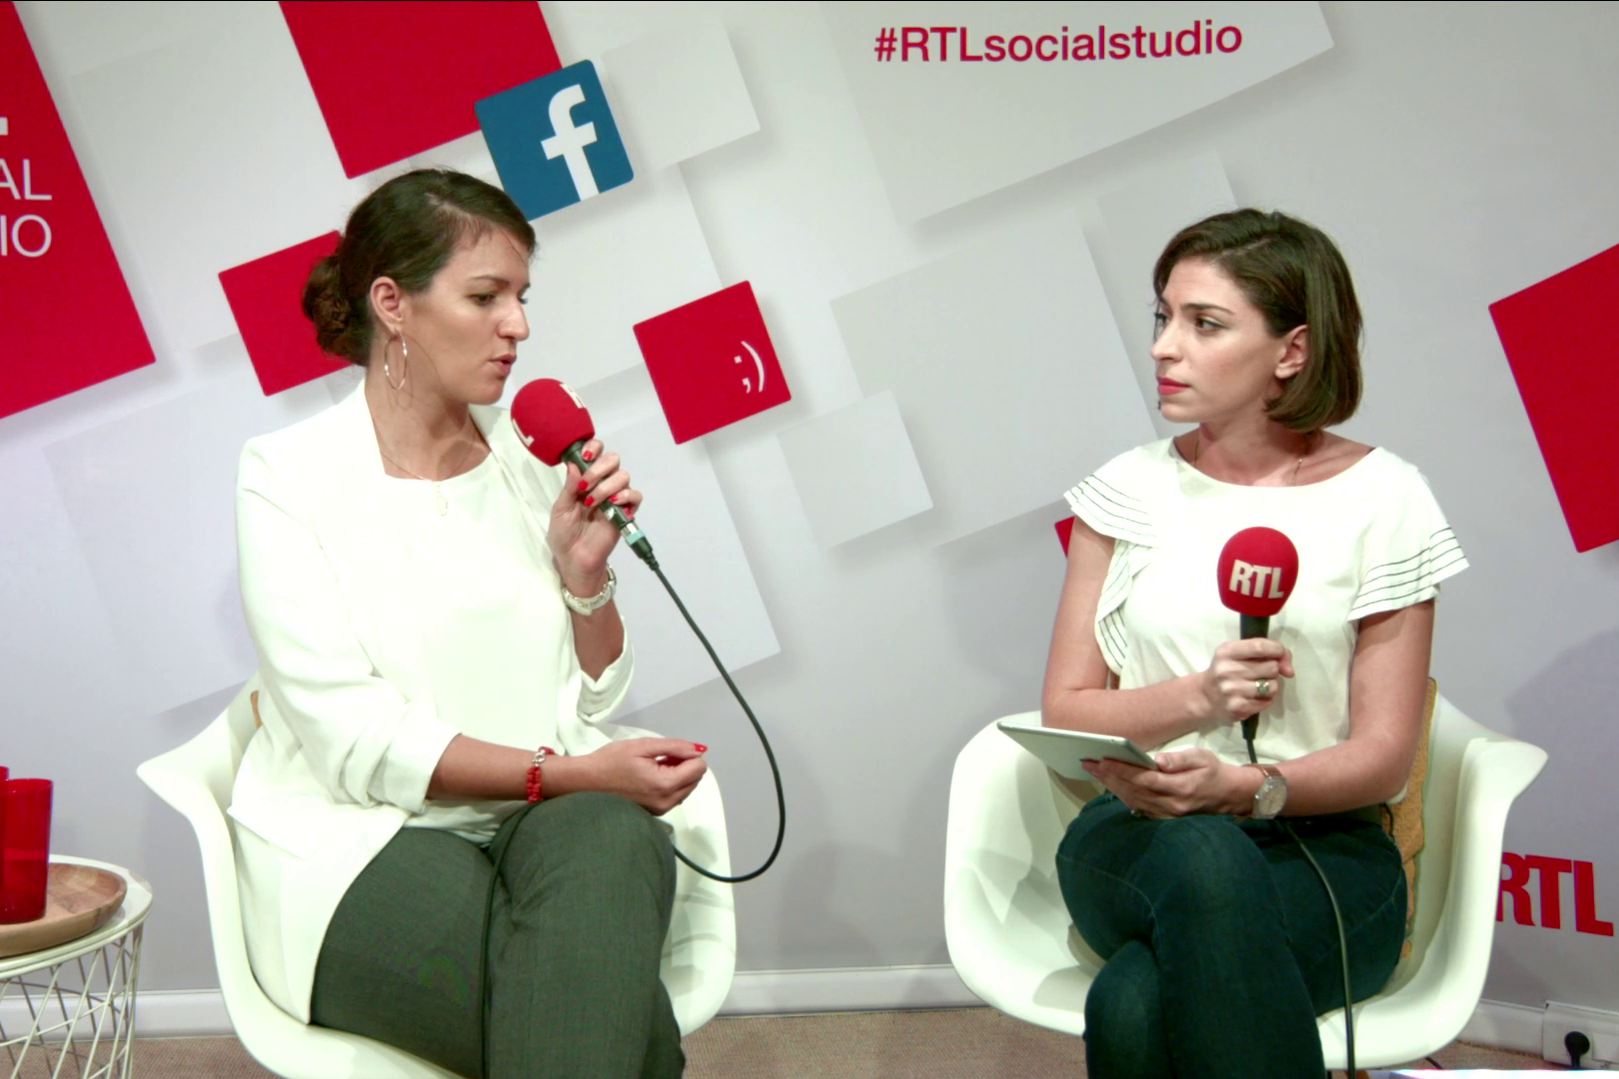 #RTLsocialstudio
f
AL
IO
;)
RTL
RTL